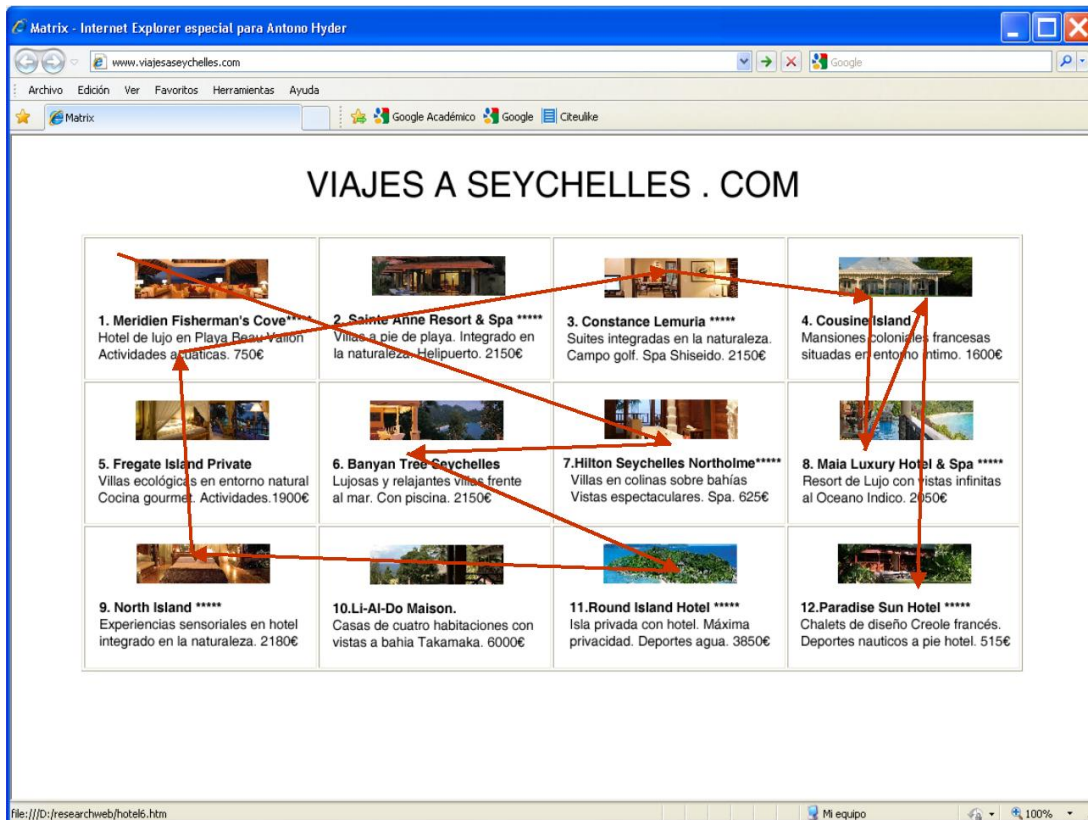 Matrix - Internet Explorer especial para Antono Hyder
www.viajesaseychelles.com
Google
Archivo Edición Ver Favoritos Herramientas Ayuda
Matrix
Google Académico Google Citeulike
VIAJES A SEYCHELLES . COM
1. Meridien Fisherman's Cove*****
Hotel de lujo en Playa Beau Vallon
Actividades acuáticas. 750€
2. Sainte Anne Resort & Spa *****
Villas a pie de playa. Integrado en
la naturaleza. Helipuerto. 2150€
3. Constance Lemuria *****
Suites integradas en la naturaleza.
Campo golf. Spa Shiseido. 2150€
4. Cousine Island
Mansiones coloniales francesas
situadas en entorno íntimo. 1600€
5. Fregate Island Private
Villas ecológicas en entorno natural
Cocina gourmet. Actividades.1900€
6. Banyan Tree Seychelles
Lujosas y relajantes villas frente
al mar. Con piscina. 2150€
7.Hilton Seychelles Northolme*****
Villas en colinas sobre bahías
Vistas espectaculares. Spa. 625€
8. Maia Luxury Hotel & Spa *****
Resort de Lujo con vistas infinitas
al Oceano Indico. 2050€
9. North Island *****
Experiencias sensoriales en hotel
integrado en la naturaleza. 2180€
10.Li-Al-Do Maison.
Casas de cuatro habitaciones con
vistas a bahia Takamaka. 6000€
11.Round Island Hotel *****
Isla privada con hotel. Máxima
privacidad. Deportes agua. 3850€
12.Paradise Sun Hotel *****
Chalets de diseño Creole francés.
Deportes nauticos a pie hotel. 515€
file:///D:/researchweb/hotel6.htm
Mi equipo
100%